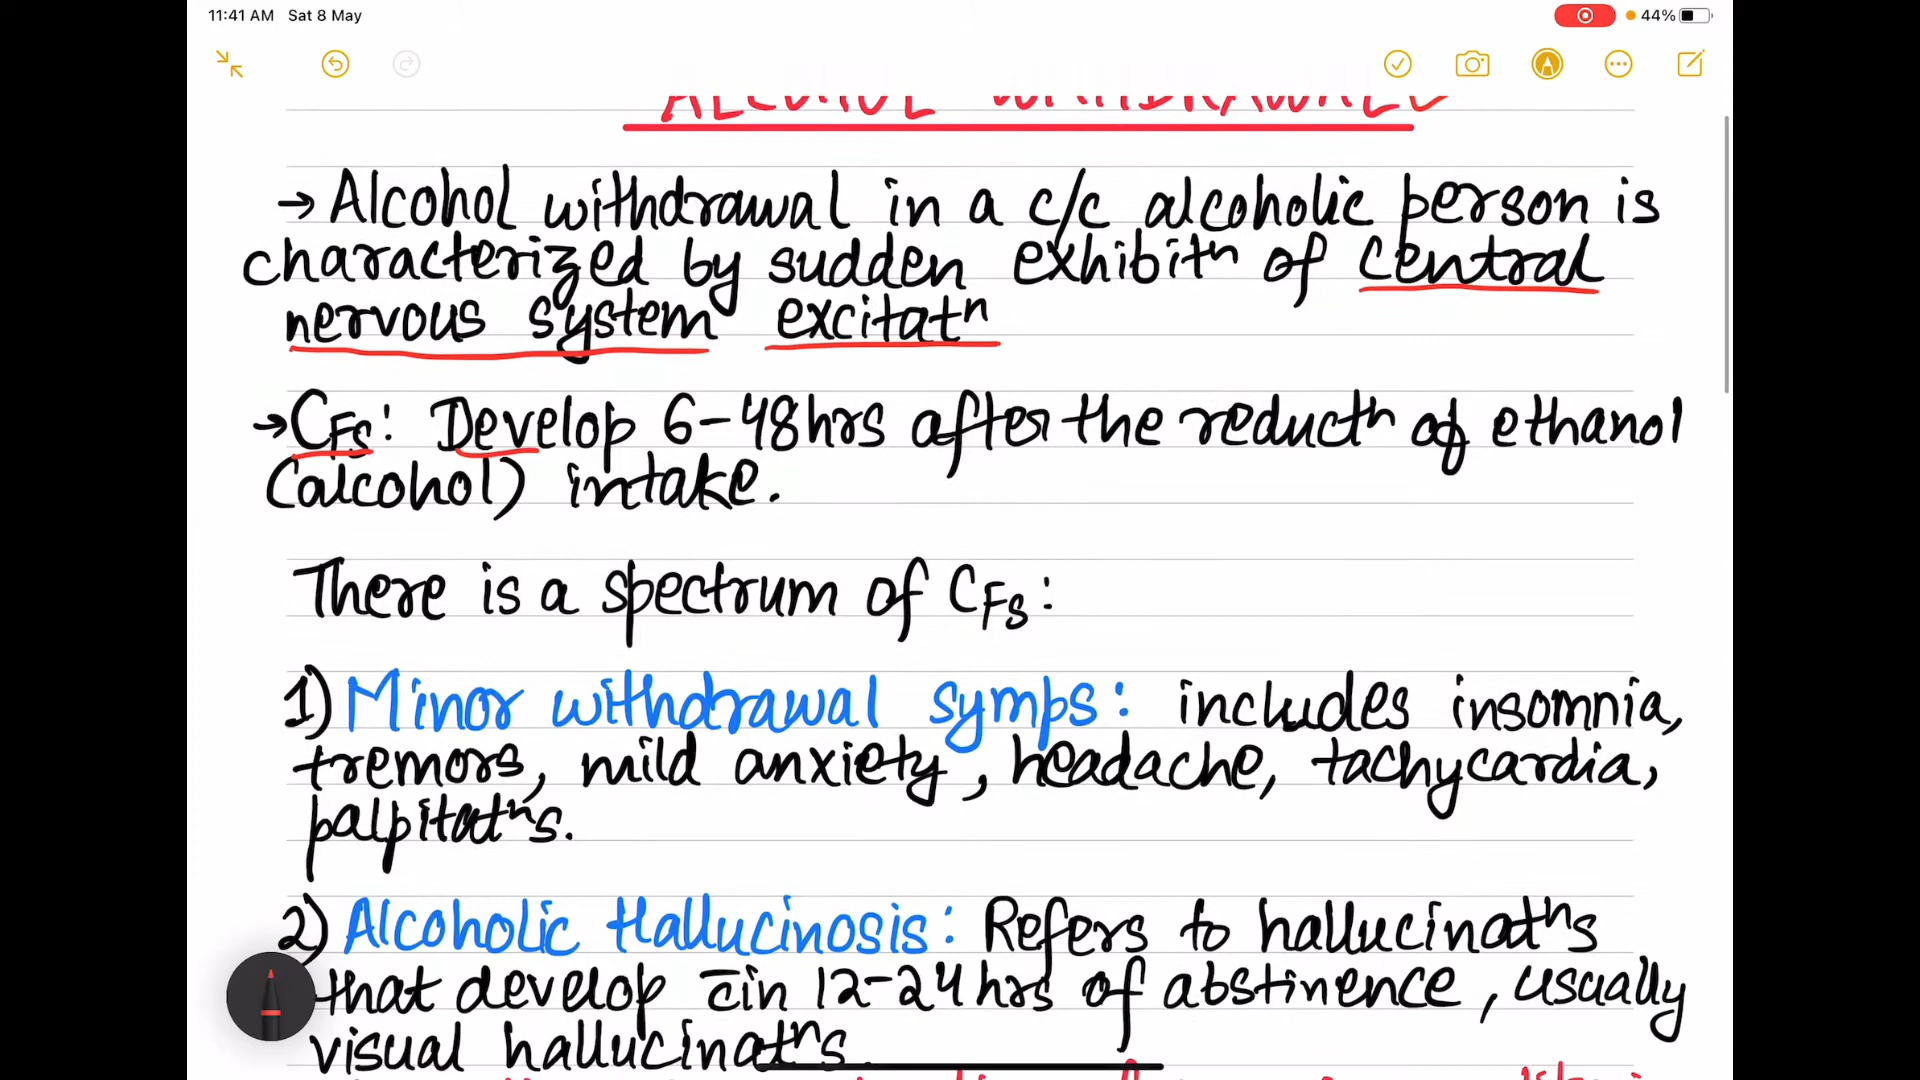 11:41 AM Sat 8 May
44%
ALCOHOL WITHDRAWAL
→ Alcohol withdrawal in a c/c alcoholic person is
characterized by sudden exhibitⁿ of central
nervous system excitatⁿ
→ CFs: Develop 6-48hrs after the reductⁿ of ethanol
(alcohol) intake.
There is a spectrum of CFs:
1) Minor withdrawal symps: includes insomnia,
tremors, mild anxiety, headache, tachycardia,
palpitatⁿs.
2) Alcoholic Hallucinosis: Refers to hallucinatⁿs
that develop c̅in 12-24hrs of abstinence, usually
visual hallucinatⁿs.